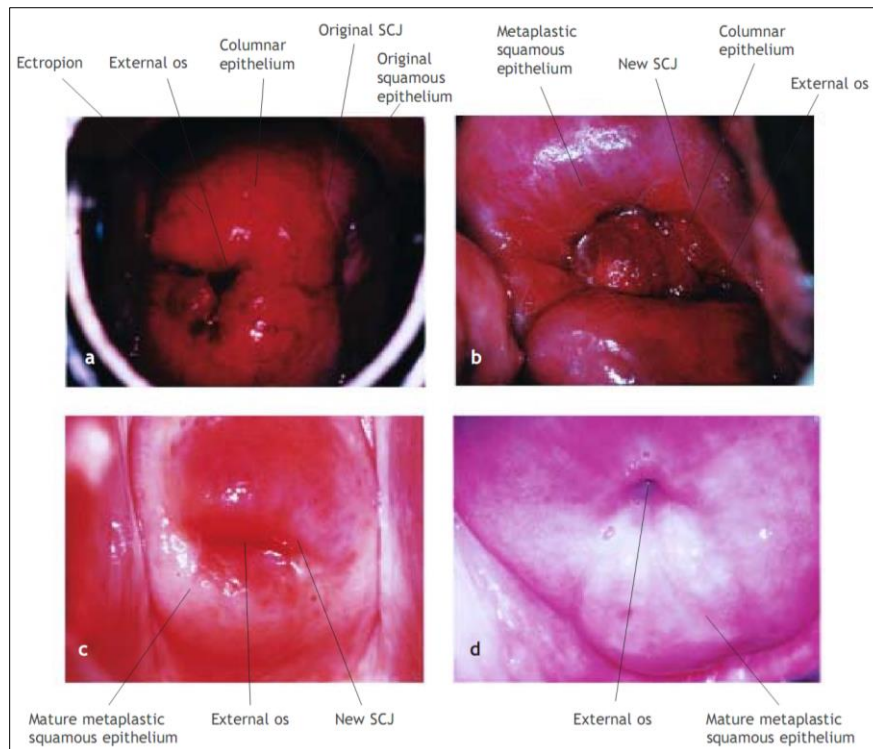 Ectropion
External os
Columnar
epithelium
Original SCJ
Original
squamous
epithelium
Metaplastic
squamous
epithelium
New SCJ
Columnar
epithelium
External os
a
b
c
d
Mature metaplastic
squamous epithelium
External os
New SCJ
External os
Mature metaplastic
squamous epithelium